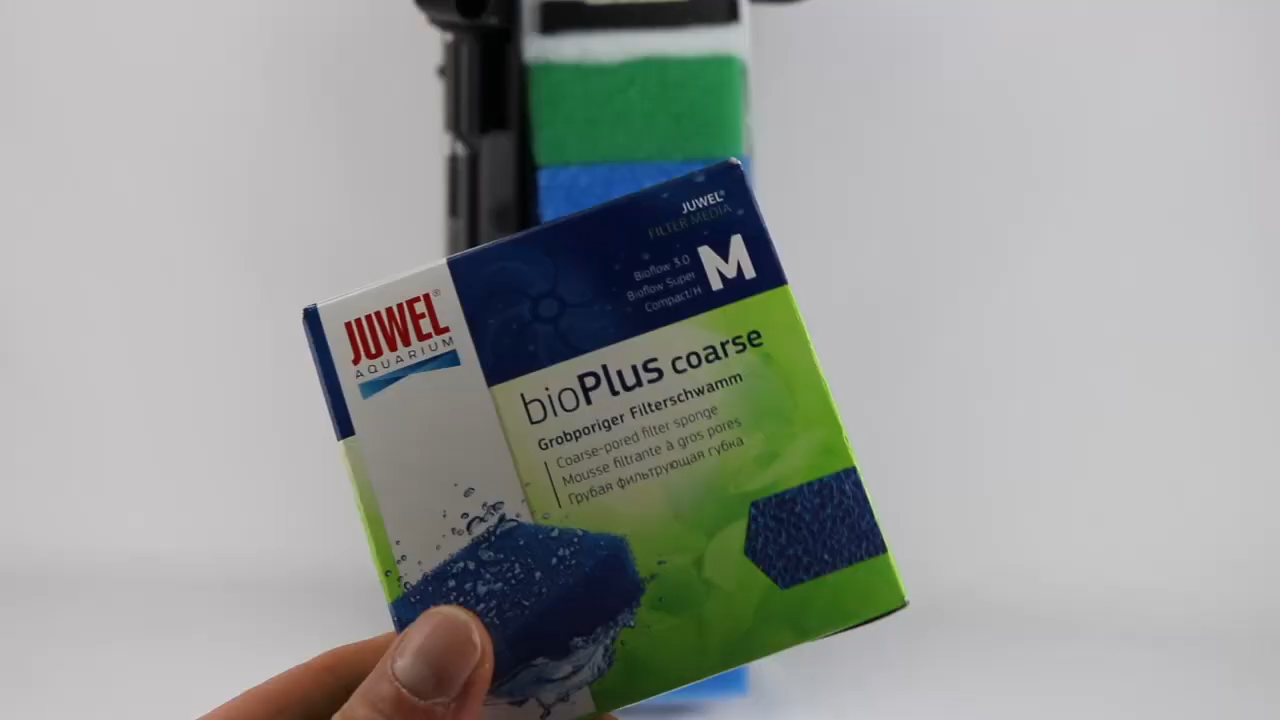 JUWEL®
FILTER MEDIA
Bioflow 3.0
Bioflow Super
Compact/H
M
JUWEL®
AQUARIUM
bioPlus coarse
Grobporiger Filterschwamm
Coarse-pored filter sponge
Mousse filtrante à gros pores
Грубая фильтрующая губка